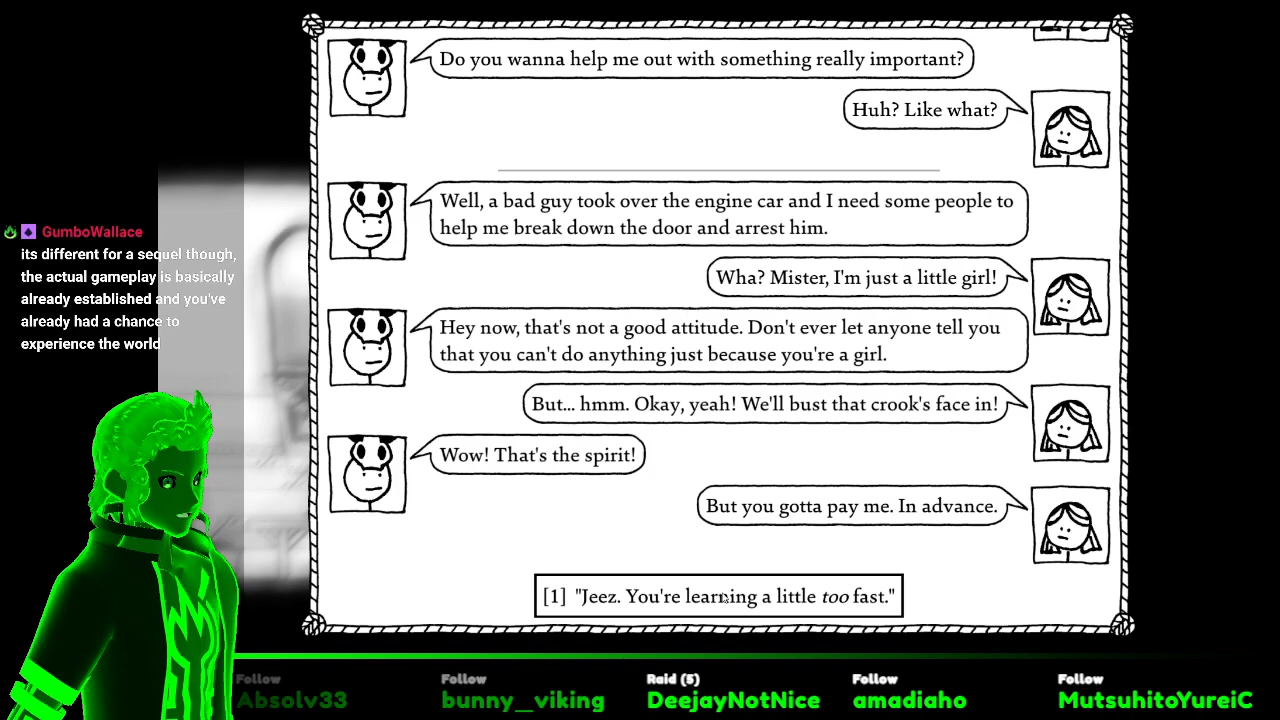 Do you wanna help me out with something really important?
Huh? Like what?
Well, a bad guy took over the engine car and I need some people to
help me break down the door and arrest him.
Wha? Mister, I'm just a little girl!
Hey now, that's not a good attitude. Don't ever let anyone tell you
that you can't do anything just because you're a girl.
But... hmm. Okay, yeah! We'll bust that crook's face in!
Wow! That's the spirit!
But you gotta pay me. In advance.
[1] "Jeez. You're learning a little too fast."
GumboWallace
its different for a sequel though,
the actual gameplay is basically
already established and you've
already had a chance to
experience the world
Follow
Absolv33
Follow
bunny__viking
Raid (5)
DeejayNotNice
Follow
amadiaho
Follow
MutsuhitoYureiC